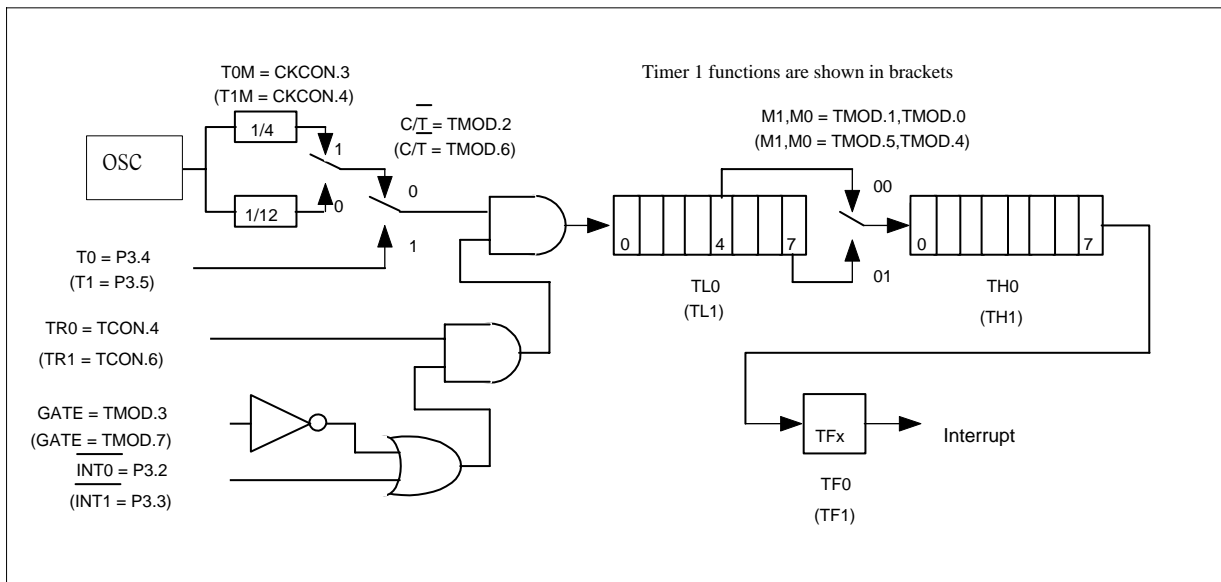 T0M = CKCON.3
(T1M = CKCON.4)
Timer 1 functions are shown in brackets
M1,M0 = TMOD.1,TMOD.0
(M1,M0 = TMOD.5,TMOD.4)
C/T̅ = TMOD.2
(C/T̅ = TMOD.6)
OSC
1/4
1
0
1/12
0
1
00
01
0 4 7
0 7
TL0
(TL1)
TH0
(TH1)
T0 = P3.4
(T1 = P3.5)
TR0 = TCON.4
(TR1 = TCON.6)
GATE = TMOD.3
(GATE = TMOD.7)
I̅N̅T̅0̅ = P3.2
(I̅N̅T̅1̅ = P3.3)
TFx
Interrupt
TF0
(TF1)